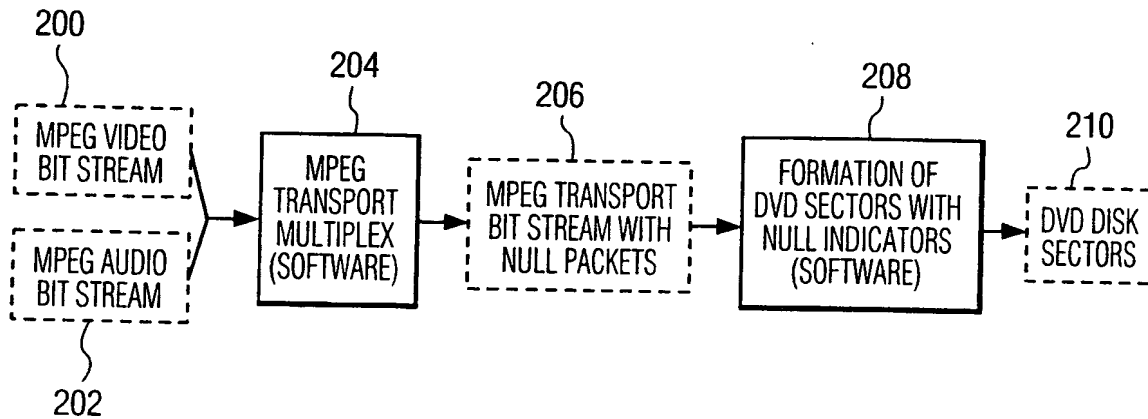 200
MPEG VIDEO
BIT STREAM
MPEG AUDIO
BIT STREAM
202
204
MPEG
TRANSPORT
MULTIPLEX
(SOFTWARE)
206
MPEG TRANSPORT
BIT STREAM WITH
NULL PACKETS
208
FORMATION OF
DVD SECTORS WITH
NULL INDICATORS
(SOFTWARE)
210
DVD DISK
SECTORS